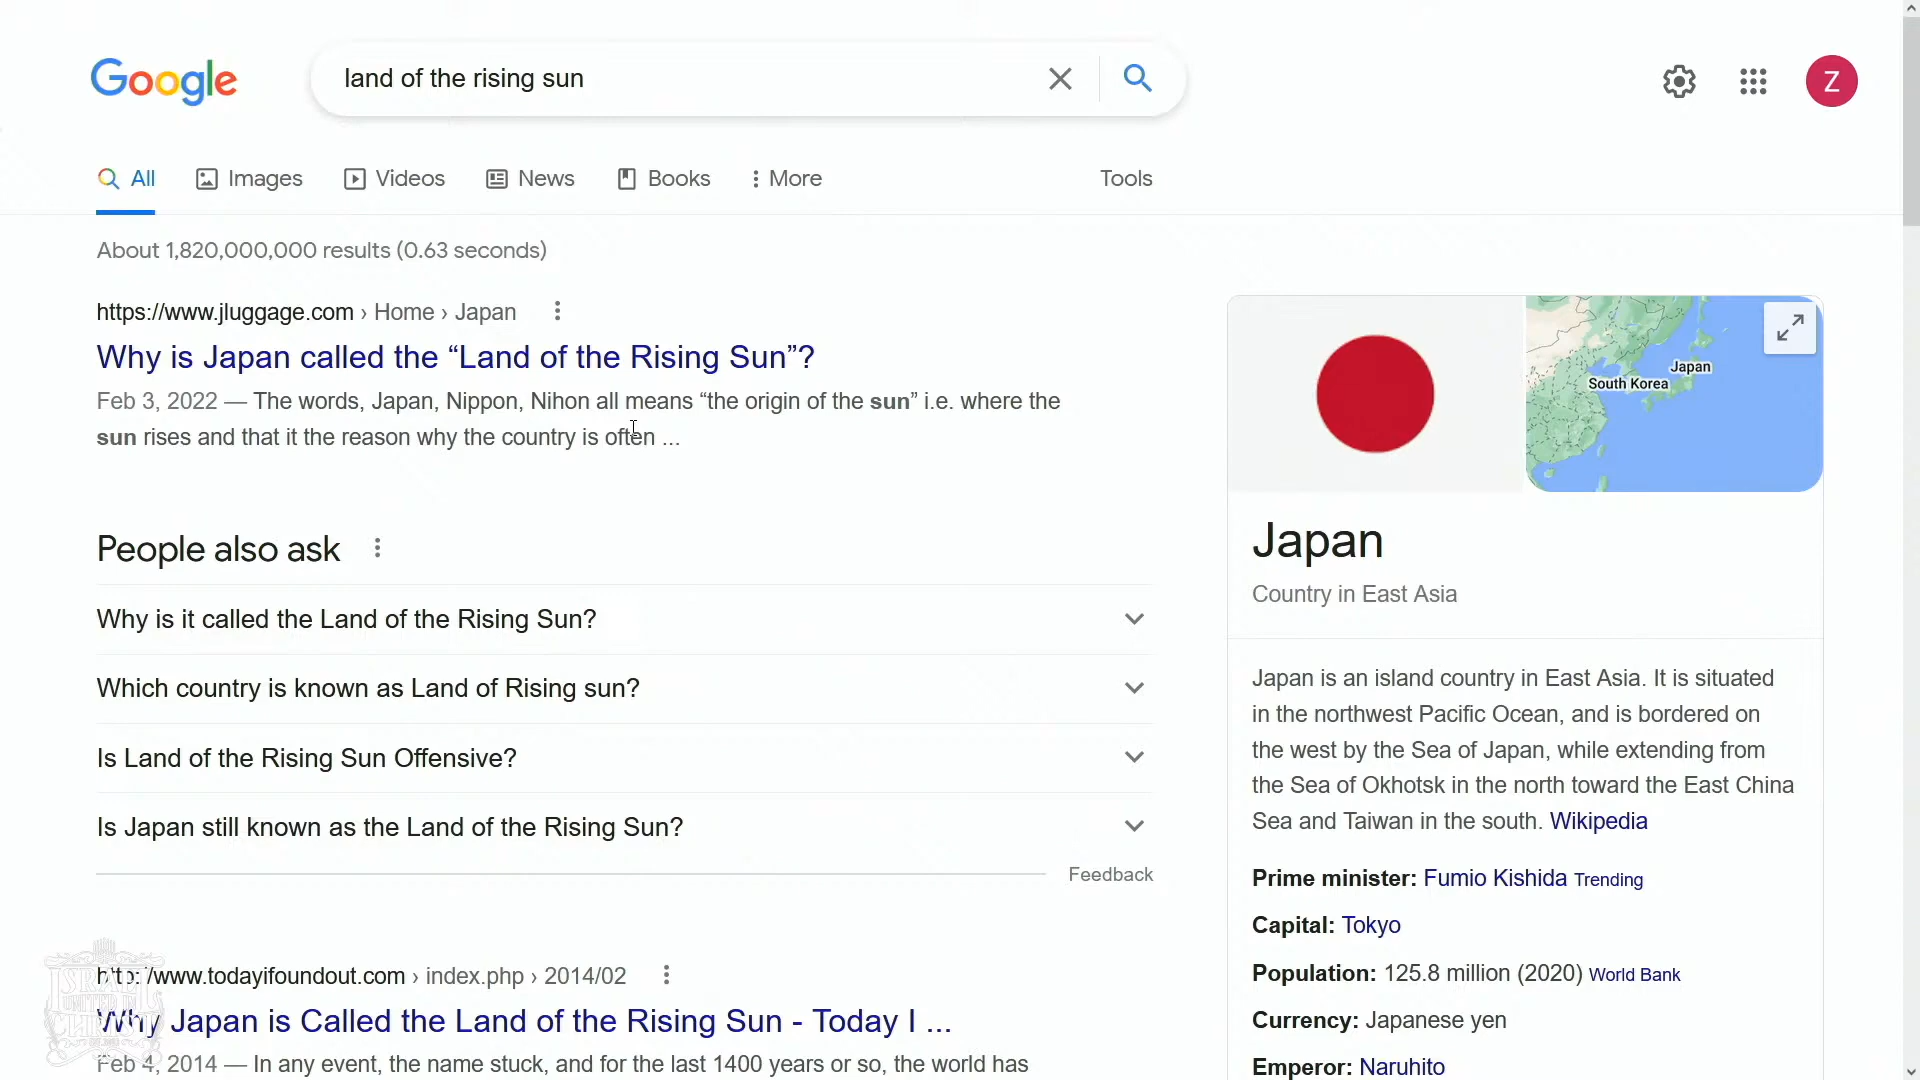 Google
land of the rising sun
Z
All Images Videos News Books More Tools
About 1,820,000,000 results (0.63 seconds)
https://www.jluggage.com › Home › Japan
Why is Japan called the “Land of the Rising Sun”?
Feb 3, 2022 — The words, Japan, Nippon, Nihon all means “the origin of the sun” i.e. where the
sun rises and that it the reason why the country is often ...
People also ask
Why is it called the Land of the Rising Sun?
Which country is known as Land of Rising sun?
Is Land of the Rising Sun Offensive?
Is Japan still known as the Land of the Rising Sun?
Feedback
http://www.todayifoundout.com › index.php › 2014/02
Why Japan is Called the Land of the Rising Sun - Today I ...
Feb 4, 2014 — In any event, the name stuck, and for the last 1400 years or so, the world has
ISRAEL
UNITED IN
CHRIST
Japan
South Korea
Japan
Country in East Asia
Japan is an island country in East Asia. It is situated
in the northwest Pacific Ocean, and is bordered on
the west by the Sea of Japan, while extending from
the Sea of Okhotsk in the north toward the East China
Sea and Taiwan in the south. Wikipedia
Prime minister: Fumio Kishida Trending
Capital: Tokyo
Population: 125.8 million (2020) World Bank
Currency: Japanese yen
Emperor: Naruhito